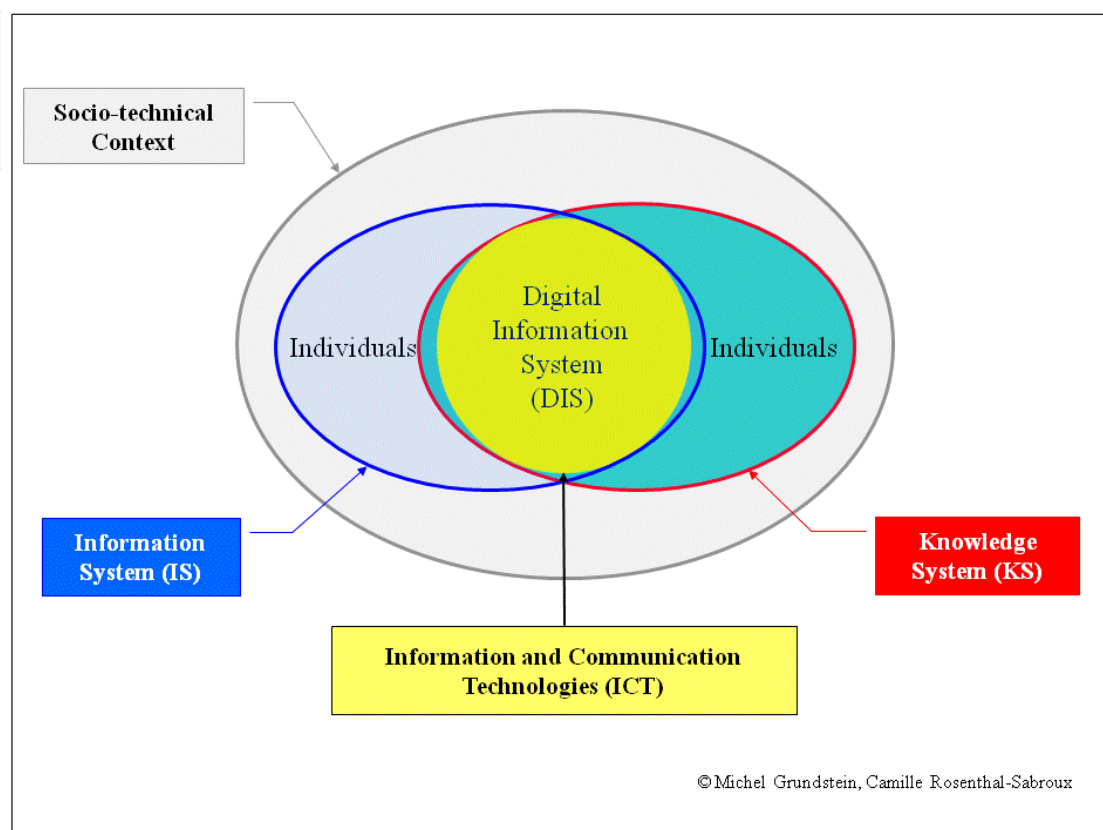 Socio-technical
Context
Individuals
Digital
Information
System
(DIS)
Individuals
Information
System (IS)
Knowledge
System (KS)
Information and Communication
Technologies (ICT)
© Michel Grundstein, Camille Rosenthal-Sabroux